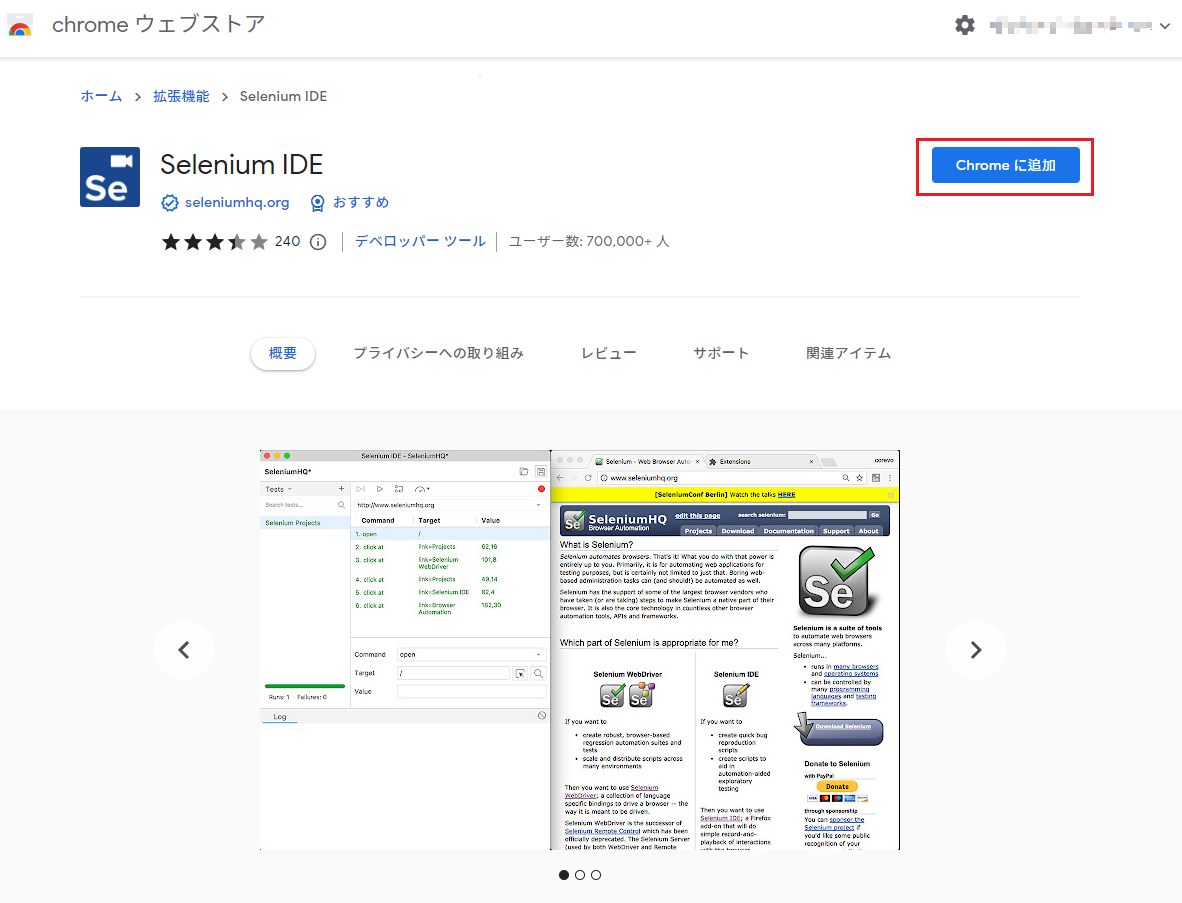 chrome ウェブストア
ホーム > 拡張機能 > Selenium IDE
Se
Selenium IDE
Chrome に追加
seleniumhq.org おすすめ
240 デベロッパー ツール ユーザー数: 700,000+ 人
概要 プライバシーへの取り組み レビュー サポート 関連アイテム
Selenium IDE - SeleniumHQ*
SeleniumHQ*
Tests
Search tests...
Selenium Projects
http://www.seleniumhq.org
Command Target Value
1. open /
2. click at link=Projects 62,16
3. click at link=Selenium WebDriver 101,8
4. click at link=Projects 49,14
5. click at link=Selenium IDE 82,4
6. click at link=Browser Automation 182,30
Command open
Target /
Value
Runs: 1 Failures: 0
Log
Selenium - Web Browser Auto × Extensions ×
www.seleniumhq.org
[SeleniumConf Berlin] Watch the talks HERE
edit this page search selenium: Go
Se SeleniumHQ
Browser Automation
Projects Download Documentation Support About
What is Selenium?
Selenium automates browsers. That's it! What you do with that power is
entirely up to you. Primarily, it is for automating web applications for
testing purposes, but is certainly not limited to just that. Boring web-
based administration tasks can (and should!) be automated as well.
Selenium has the support of some of the largest browser vendors who
have taken (or are taking) steps to make Selenium a native part of their
browser. It is also the core technology in countless other browser
automation tools, APIs and frameworks.
Which part of Selenium is appropriate for me?
Selenium WebDriver
Se Se
If you want to
• create robust, browser-based
regression automation suites and
tests
• scale and distribute scripts across
many environments
Then you want to use Selenium
WebDriver; a collection of language
specific bindings to drive a browser -- the
way it is meant to be driven.
Selenium WebDriver is the successor of
Selenium Remote Control which has been
officially deprecated. The Selenium Server
(used by both WebDriver and Remote
Selenium IDE
Se
If you want to
• create quick bug
reproduction
scripts
• create scripts to
aid in
automation-aided
exploratory
testing
Then you want to use
Selenium IDE; a Firefox
add-on that will do
simple record-and-
playback of interactions
with the browser
Se
Selenium is a suite of tools
to automate web browsers
across many platforms.
Selenium...
• runs in many browsers
and operating systems
• can be controlled by
many programming
languages and testing
frameworks.
Download Selenium
Donate to Selenium
with PayPal
Donate
through sponsorship
You can sponsor the
Selenium project if
you'd like some public
recognition of your